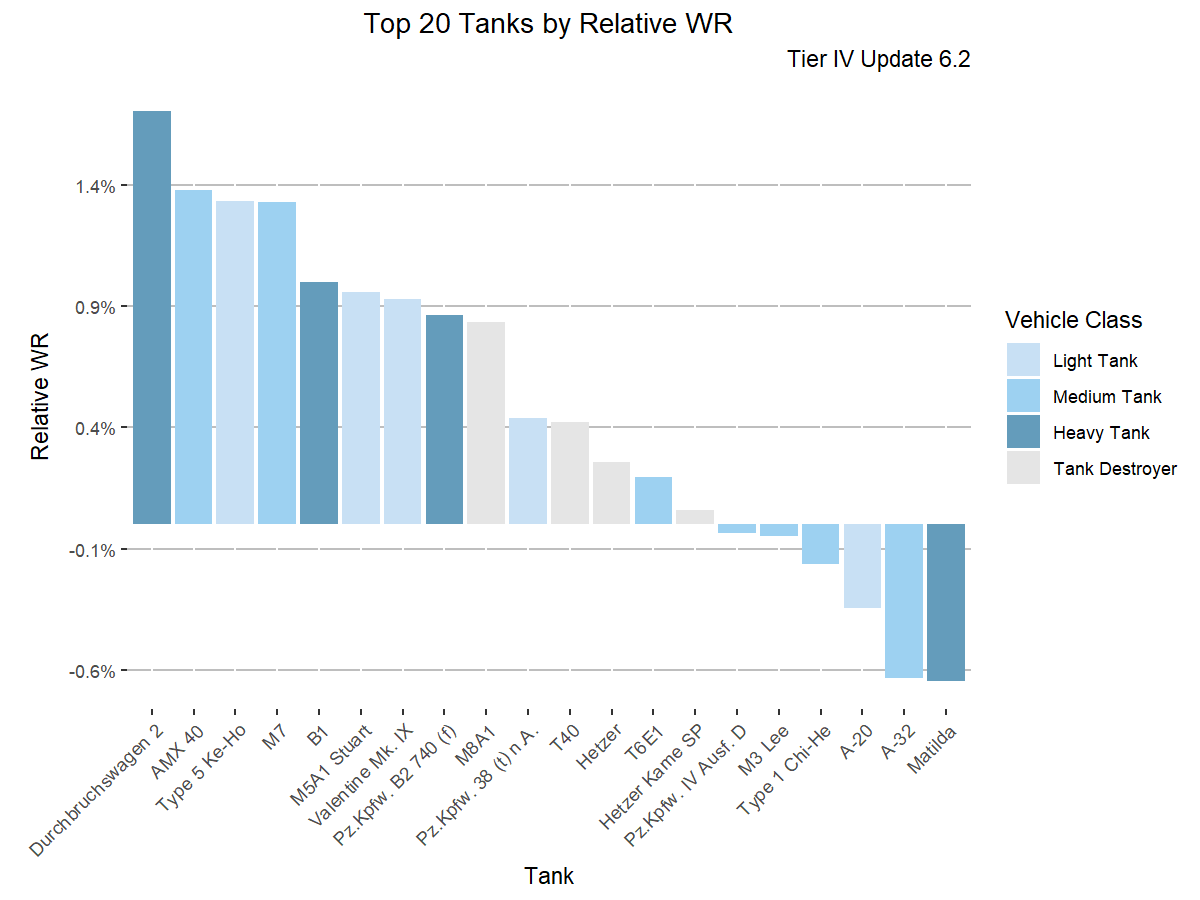 Top 20 Tanks by Relative WR
Tier IV Update 6.2
1.4%
0.9%
0.4%
-0.1%
-0.6%
Relative WR
Durchbruchswagen 2
AMX 40
Type 5 Ke-Ho
M7
B1
M5A1 Stuart
Valentine Mk. IX
Pz.Kpfw. B2 740 (f)
M8A1
Pz.Kpfw. 38 (t) n A.
T40
Hetzer
T6E1
Hetzer Kame SP
Pz.Kpfw. IV Ausf. D
M3 Lee
Type 1 Chi-He
A-20
A-32
Matilda
Tank
Vehicle Class
Light Tank
Medium Tank
Heavy Tank
Tank Destroyer